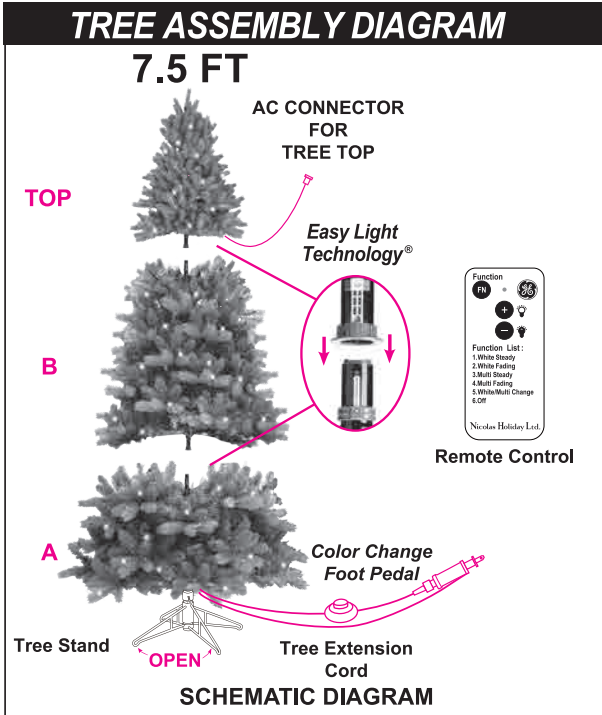 TREE ASSEMBLY DIAGRAM
7.5 FT
AC CONNECTOR
FOR
TREE TOP
TOP
Easy Light
Technology®
B
Function
FN
+
−
Function List :
1.White Steady
2.White Fading
3.Multi Steady
4.Multi Fading
5.White/Multi Change
6.Off
Nicolas Holiday Ltd.
Remote Control
A
Color Change
Foot Pedal
Tree Stand
OPEN
Tree Extension
Cord
SCHEMATIC DIAGRAM